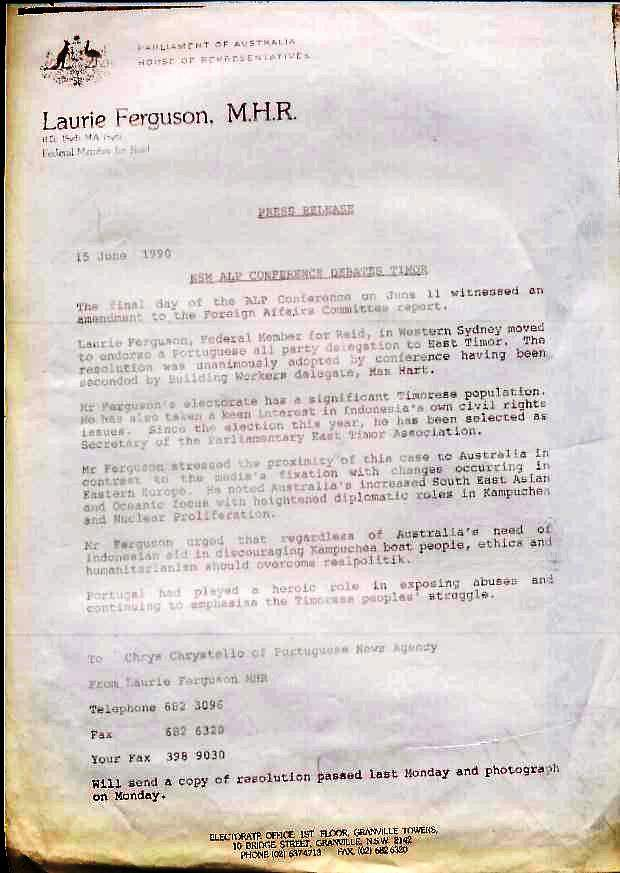 PARLIAMENT OF AUSTRALIA
HOUSE OF REPRESENTATIVES
Laurie Ferguson, M.H.R.
Federal Member for Reid
PRESS RELEASE
15 June 1990
NSW ALP CONFERENCE DEBATES TIMOR
The final day of the ALP Conference on June 11 witnessed an
amendment to the Foreign Affairs Committee report.
Laurie Ferguson, Federal Member for Reid, in Western Sydney moved
to endorse a Portuguese all party delegation to East Timor. The
resolution was unanimously adopted by conference having been
seconded by Building Workers delegate, Max Hart.
Mr Ferguson's electorate has a significant Timorese population.
He has also taken a keen interest in Indonesia's own civil rights
issues. Since the election this year, he has been selected as
Secretary of the Parliamentary East Timor Association.
Mr Ferguson stressed the proximity of this case to Australia in
contrast to the media's fixation with changes occurring in
Eastern Europe. He noted Australia's increased South East Asian
and Oceanic focus with heightened diplomatic roles in Kampuchea
and Nuclear Proliferation.
Mr Ferguson urged that regardless of Australia's need of
Indonesian aid in discouraging Kampuchea boat people, ethics and
humanitarianism should overcome realpolitik.
Portugal had played a heroic role in exposing abuses and
continuing to emphasise the Timorese peoples' struggle.
To Chrys Chrystello of Portuguese News Agency
From Laurie Ferguson MHR
Telephone 682 3096
Fax 682 6320
Your Fax 398 9030
Will send a copy of resolution passed last Monday and photograph
on Monday.
ELECTORATE OFFICE 1ST FLOOR, GRANVILLE TOWERS,
10 BRIDGE STREET, GRANVILLE, N.S.W. 2142
PHONE (02) 6374713 FAX. (02) 682 6320